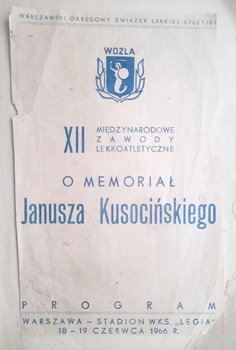 WARSZAWSKI OKRĘGOWY ZWIĄZEK LEKKIEJ ATLETYKI
WOZLA
XII MIĘDZYNARODOWE
ZAWODY
LEKKOATLETYCZNE
O MEMORIAŁ
Janusza Kusocińskiego
PROGRAM
WARSZAWA – STADION W.K.S. „LEGIA"
18 – 19 CZERWCA 1966 R.